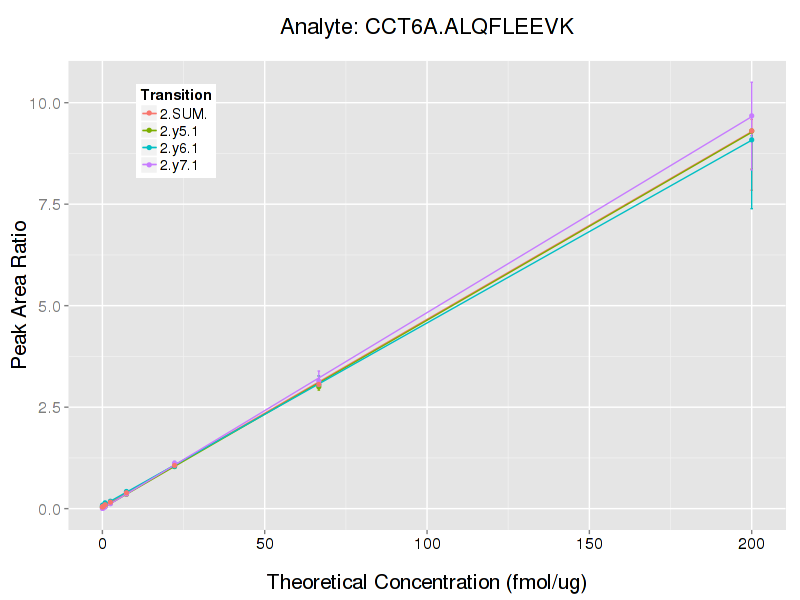 Analyte: CCT6A.ALQFLEEVK
Transition
2.SUM.
2.y5.1
2.y6.1
2.y7.1
10.0
7.5
5.0
2.5
0.0
Peak Area Ratio
0 50 100 150 200
Theoretical Concentration (fmol/ug)